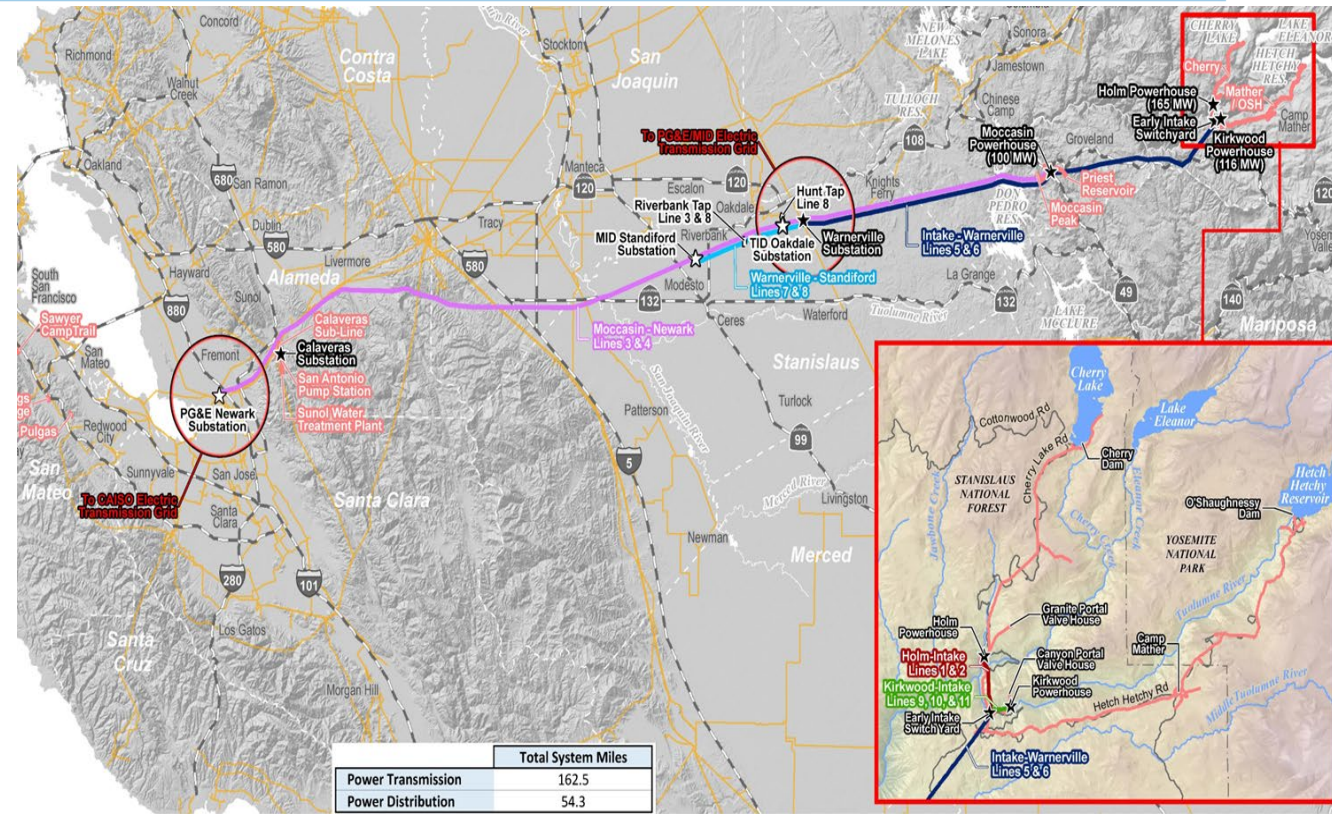 Concord
Richmond
Walnut
Creek
Oakland
Contra
Costa
Stockton
San
Joaquin
NEW
MELONES
LAKE
Sonora
Jamestown
Chinese
Camp
TULLOCH RES.
108
Groveland
CHERRY
LAKE
LAKE
ELEANOR
HETCH
HETCHY
RES.
Cherry
Mather
/ OSH
Camp
Mather
Holm Powerhouse
(165 MW)
Early Intake
Switchyard
Kirkwood
Powerhouse
(116 MW)
120
Yosemite
Valley
To PG&E/MID Electric
Transmission Grid
Moccasin
Powerhouse
(100 MW)
Priest
Reservoir
Moccasin
Peak
DON
PEDRO
RES.
Manteca
120
Escalon
120
Oakdale
Knights
Ferry
Hunt Tap
Line 8
Riverbank Tap
Line 3 & 8
Riverbank
MID Standiford
Substation
TID Oakdale
Substation
Warnerville
Substation
Intake - Warnerville
Lines 5 & 6
Warnerville - Standiford
Lines 7 & 8
Modesto
132
Waterford
Tuolumne River
La Grange
132
49
LAKE
MCCLURE
140
Mariposa
Ceres
Moccasin - Newark
Lines 3 & 4
Stanislaus
680
San Ramon
Dublin
580
Livermore
Tracy
580
Hayward
Alameda
Sunol
South
San
Francisco
880
Sawyer
CampTrail
San
Mateo
Fremont
Calaveras
Sub-Line
Calaveras
Substation
San Antonio
Pump Station
Sunol Water
Treatment Plant
PG&E Newark
Substation
Pulgas
Redwood
City
San
Mateo
Sunnyvale
San Jose
Santa
Clara
Santa Clara
To CAISO Electric
Transmission Grid
280
101
Los Gatos
Santa
Cruz
Morgan Hill
Patterson
San Joaquin River
5
Turlock
99
Merced River
Livingston
Newman
Merced
Total System Miles
Power Transmission 162.5
Power Distribution 54.3
Cherry
Lake
Lake
Eleanor
Cottonwood Rd
Cherry Lake Rd
Cherry
Dam
Hetch
Hetchy
Reservoir
O'Shaughnessy
Dam
STANISLAUS
NATIONAL
FOREST
Jawbone Creek
Cherry Creek
Eleanor Creek
YOSEMITE
NATIONAL
PARK
Tuolumne River
Granite Portal
Valve House
Holm
Powerhouse
Camp
Mather
Canyon Portal
Valve House
Holm-Intake
Lines 1 & 2
Kirkwood
Powerhouse
Kirkwood-Intake
Lines 9, 10, & 11
Hetch Hetchy Rd
Middle Tuolumne River
Early Intake
Switch Yard
Intake-Warnerville
Lines 5 & 6